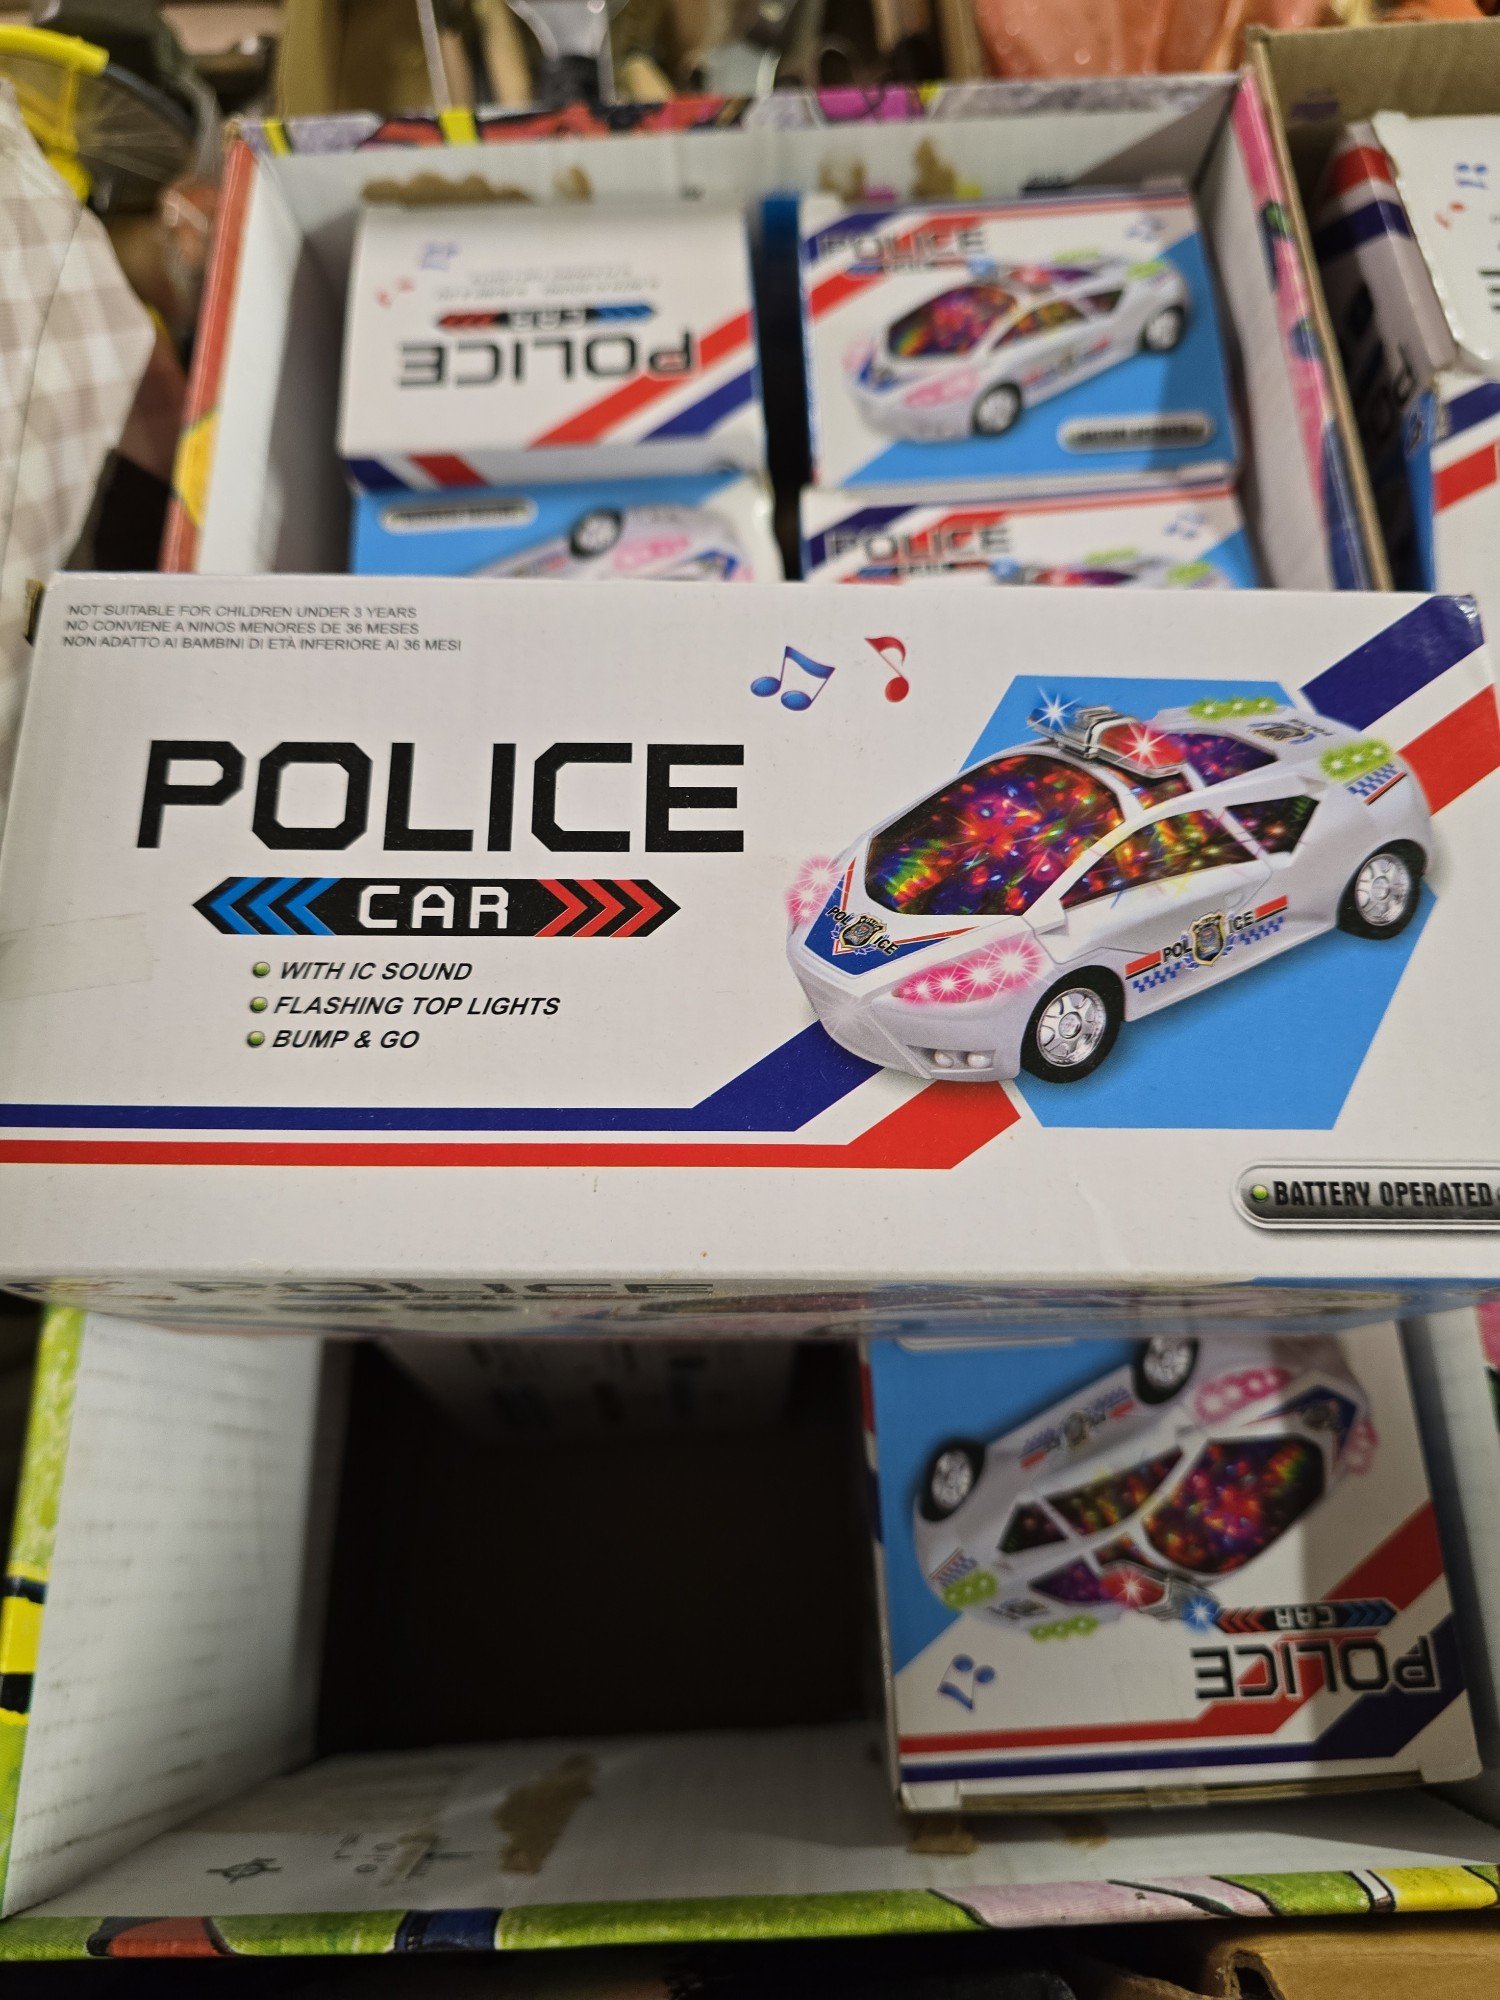 POLICE
CAR
POLICE
POLICE
NOT SUITABLE FOR CHILDREN UNDER 3 YEARS
NO CONVIENE A NINOS MENORES DE 36 MESES
NON ADATTO AI BAMBINI DI ETÀ INFERIORE AI 36 MESI
POLICE
CAR
WITH IC SOUND
FLASHING TOP LIGHTS
BUMP & GO
POL ICE
POL ICE
BATTERY OPERATED
POLICE
CAR
POLICE